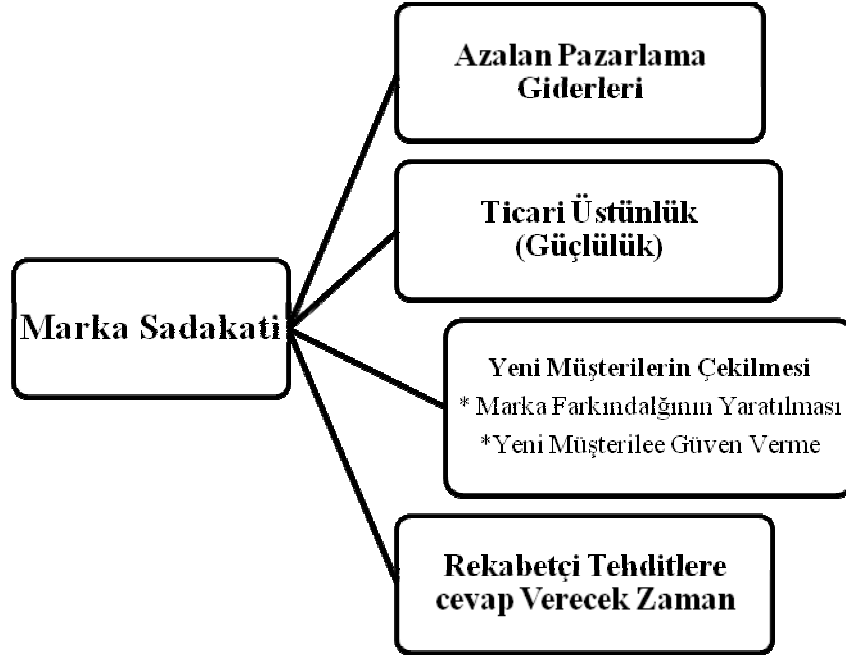 Azalan Pazarlama
Giderleri
Ticari Üstünlük
(Güçlülük)
Marka Sadakati
Yeni Müşterilerin Çekilmesi
* Marka Farkındalğının Yaratılması
*Yeni Müşterilee Güven Verme
Rekabetçi Tehditlere
cevap Verecek Zaman